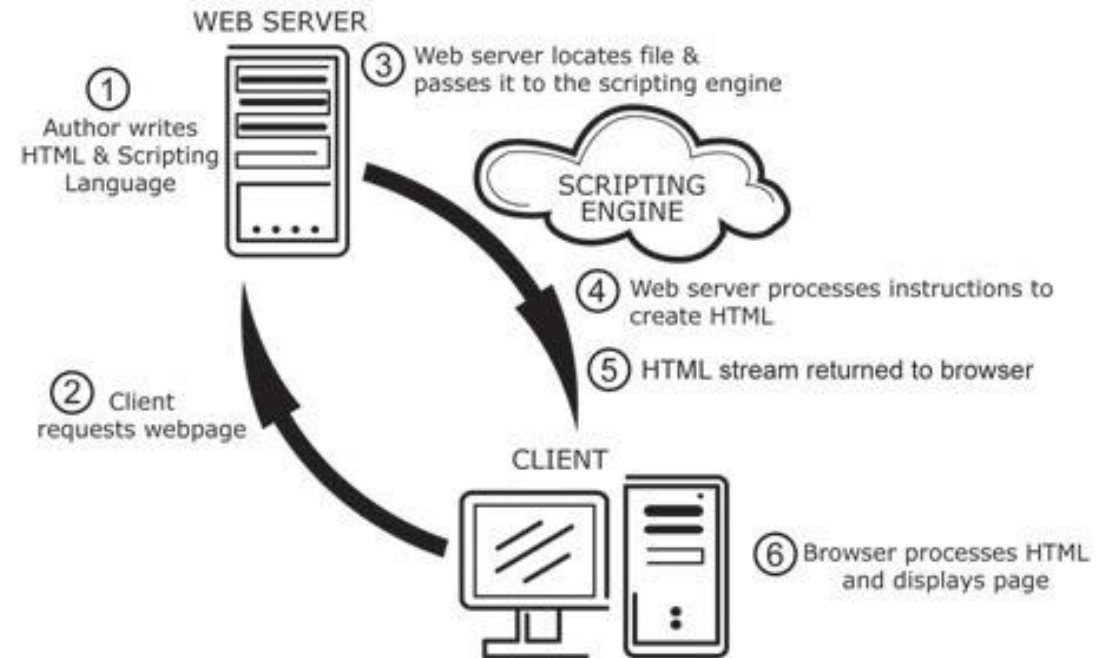 WEB SERVER
1
Author writes
HTML & Scripting
Language
3
Web server locates file &
passes it to the scripting engine
SCRIPTING
ENGINE
4
Web server processes instructions to
create HTML
5
HTML stream returned to browser
2
Client
requests webpage
CLIENT
6
Browser processes HTML
and displays page